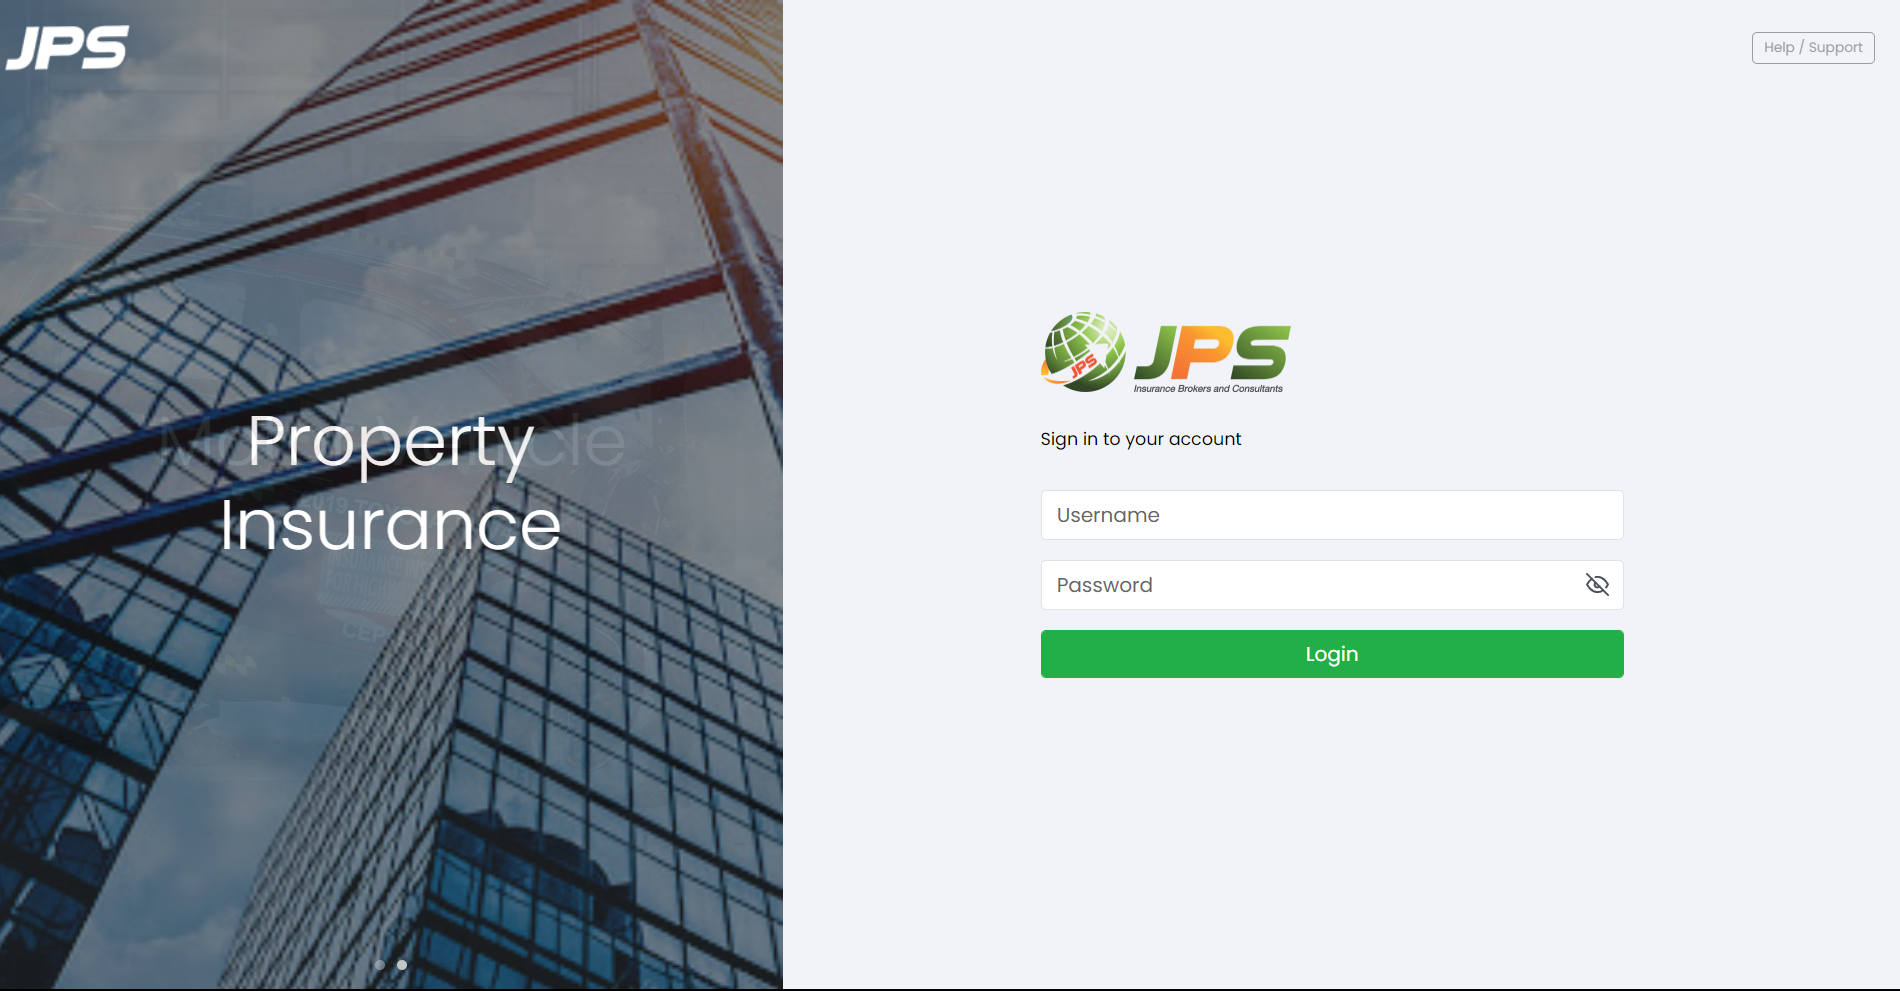 JPS
Help / Support
Property
Insurance
JPS
JPS
Insurance Brokers and Consultants
Sign in to your account
Username
Password
Login